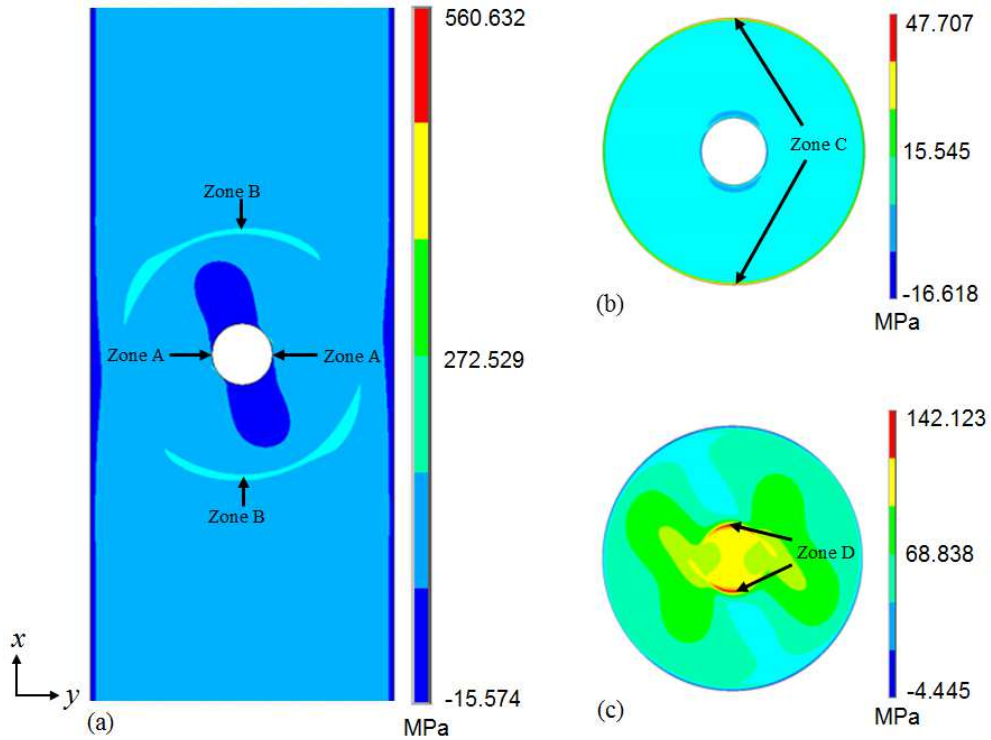 560.632
Zone B
Zone A
Zone A
272.529
Zone B
x
y
(a)
-15.574
MPa
47.707
Zone C
15.545
(b)
-16.618
MPa
142.123
Zone D
68.838
(c)
-4.445
MPa